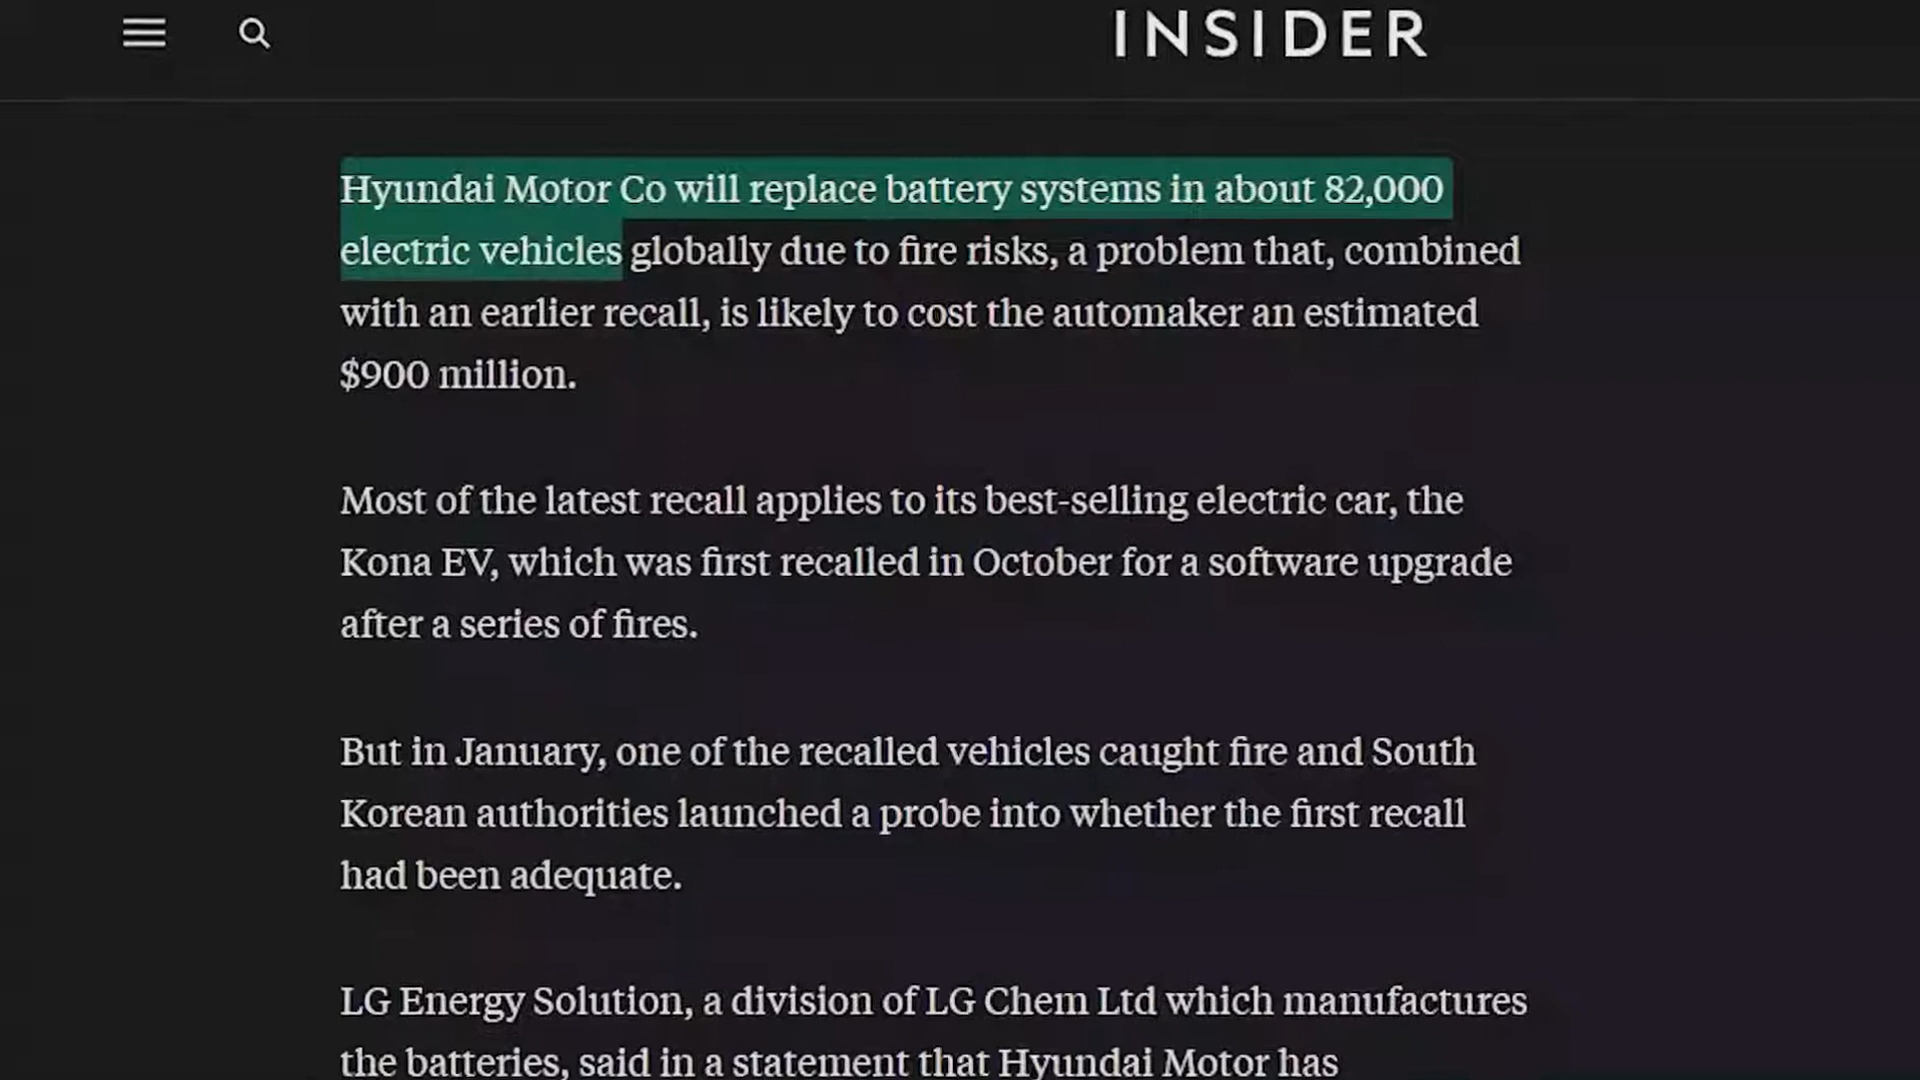 INSIDER
Hyundai Motor Co will replace battery systems in about 82,000
electric vehicles globally due to fire risks, a problem that, combined
with an earlier recall, is likely to cost the automaker an estimated
$900 million.
Most of the latest recall applies to its best-selling electric car, the
Kona EV, which was first recalled in October for a software upgrade
after a series of fires.
But in January, one of the recalled vehicles caught fire and South
Korean authorities launched a probe into whether the first recall
had been adequate.
LG Energy Solution, a division of LG Chem Ltd which manufactures
the batteries, said in a statement that Hyundai Motor has